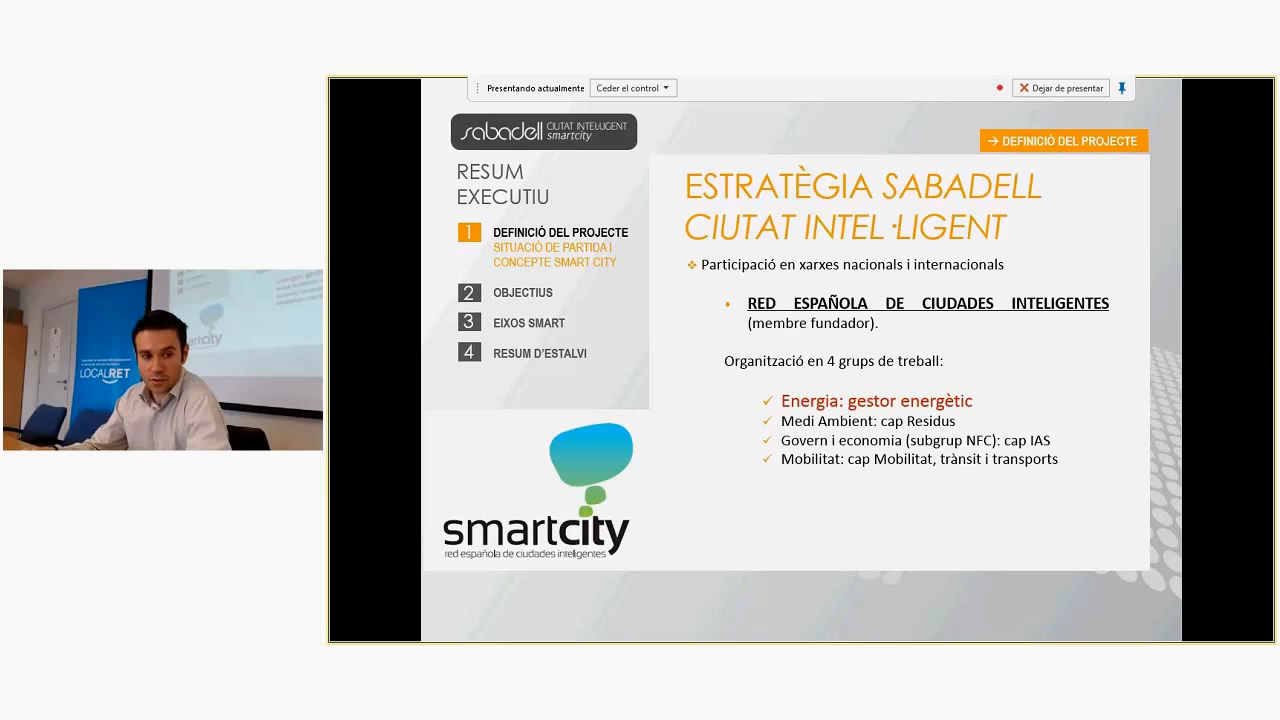 Presentando actualmente
Ceder el control
Dejar de presentar
sabadell CIUTAT INTEL·LIGENT
smartcity
→ DEFINICIÓ DEL PROJECTE
RESUM
EXECUTIU
1 DEFINICIÓ DEL PROJECTE
SITUACIÓ DE PARTIDA I
CONCEPTE SMART CITY
2 OBJECTIUS
3 EIXOS SMART
4 RESUM D'ESTALVI
ESTRATÈGIA SABADELL
CIUTAT INTEL·LIGENT
❖ Participació en xarxes nacionals i internacionals
• RED ESPAÑOLA DE CIUDADES INTELIGENTES
(membre fundador).
Organització en 4 grups de treball:
✓ Energia: gestor energètic
✓ Medi Ambient: cap Residus
✓ Govern i economia (subgrup NFC): cap IAS
✓ Mobilitat: cap Mobilitat, trànsit i transports
smartcity
red española de ciudades inteligentes
LOCALRET
smartcity